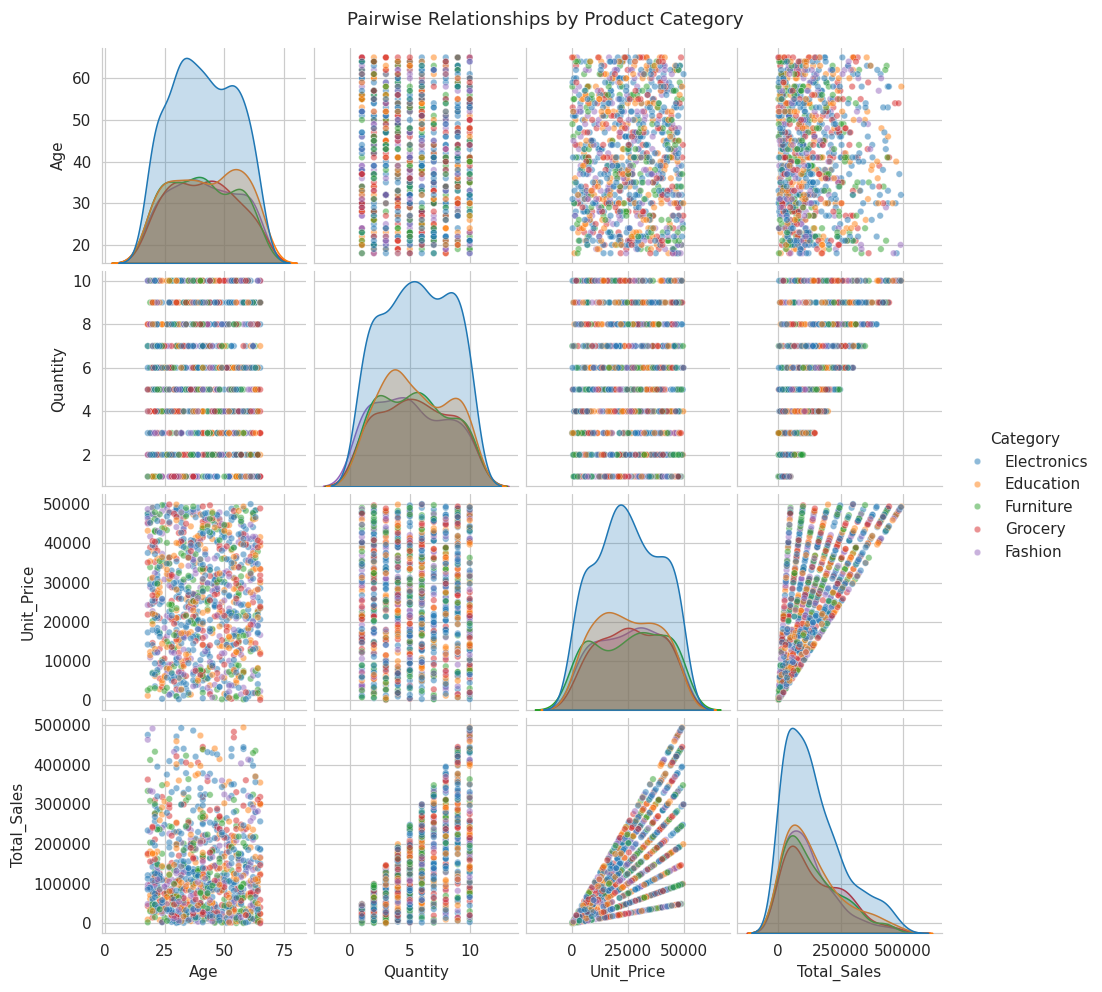 Pairwise Relationships by Product Category
60
50
40
30
20
Age
10
8
6
4
2
Quantity
Category
Electronics
Education
Furniture
Grocery
Fashion
50000
40000
30000
20000
10000
0
Unit_Price
500000
400000
300000
200000
100000
0
Total_Sales
0 25 50 75
0 5 10
0 25000 50000
0 250000 500000
Age
Quantity
Unit_Price
Total_Sales